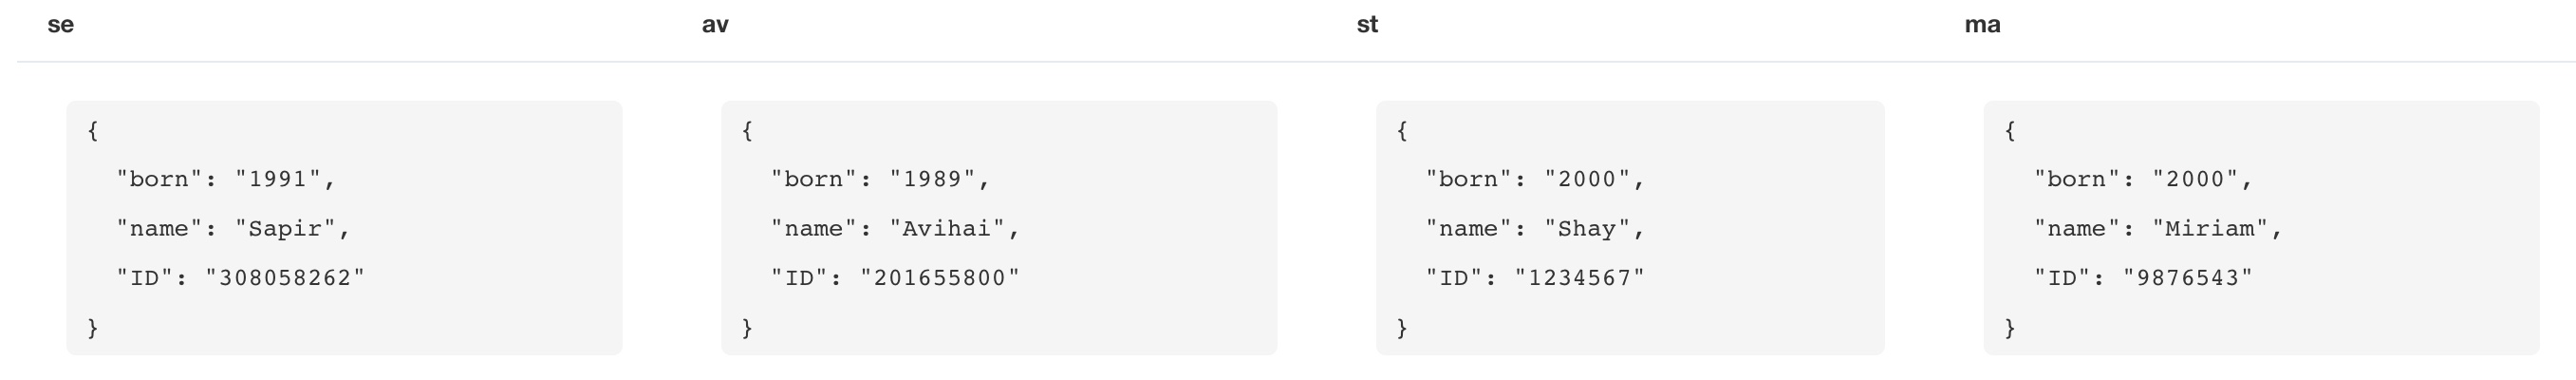 se av st ma
{
"born": "1991",
"name": "Sapir",
"ID": "308058262"
}
{
"born": "1989",
"name": "Avihai",
"ID": "201655800"
}
{
"born": "2000",
"name": "Shay",
"ID": "1234567"
}
{
"born": "2000",
"name": "Miriam",
"ID": "9876543"
}